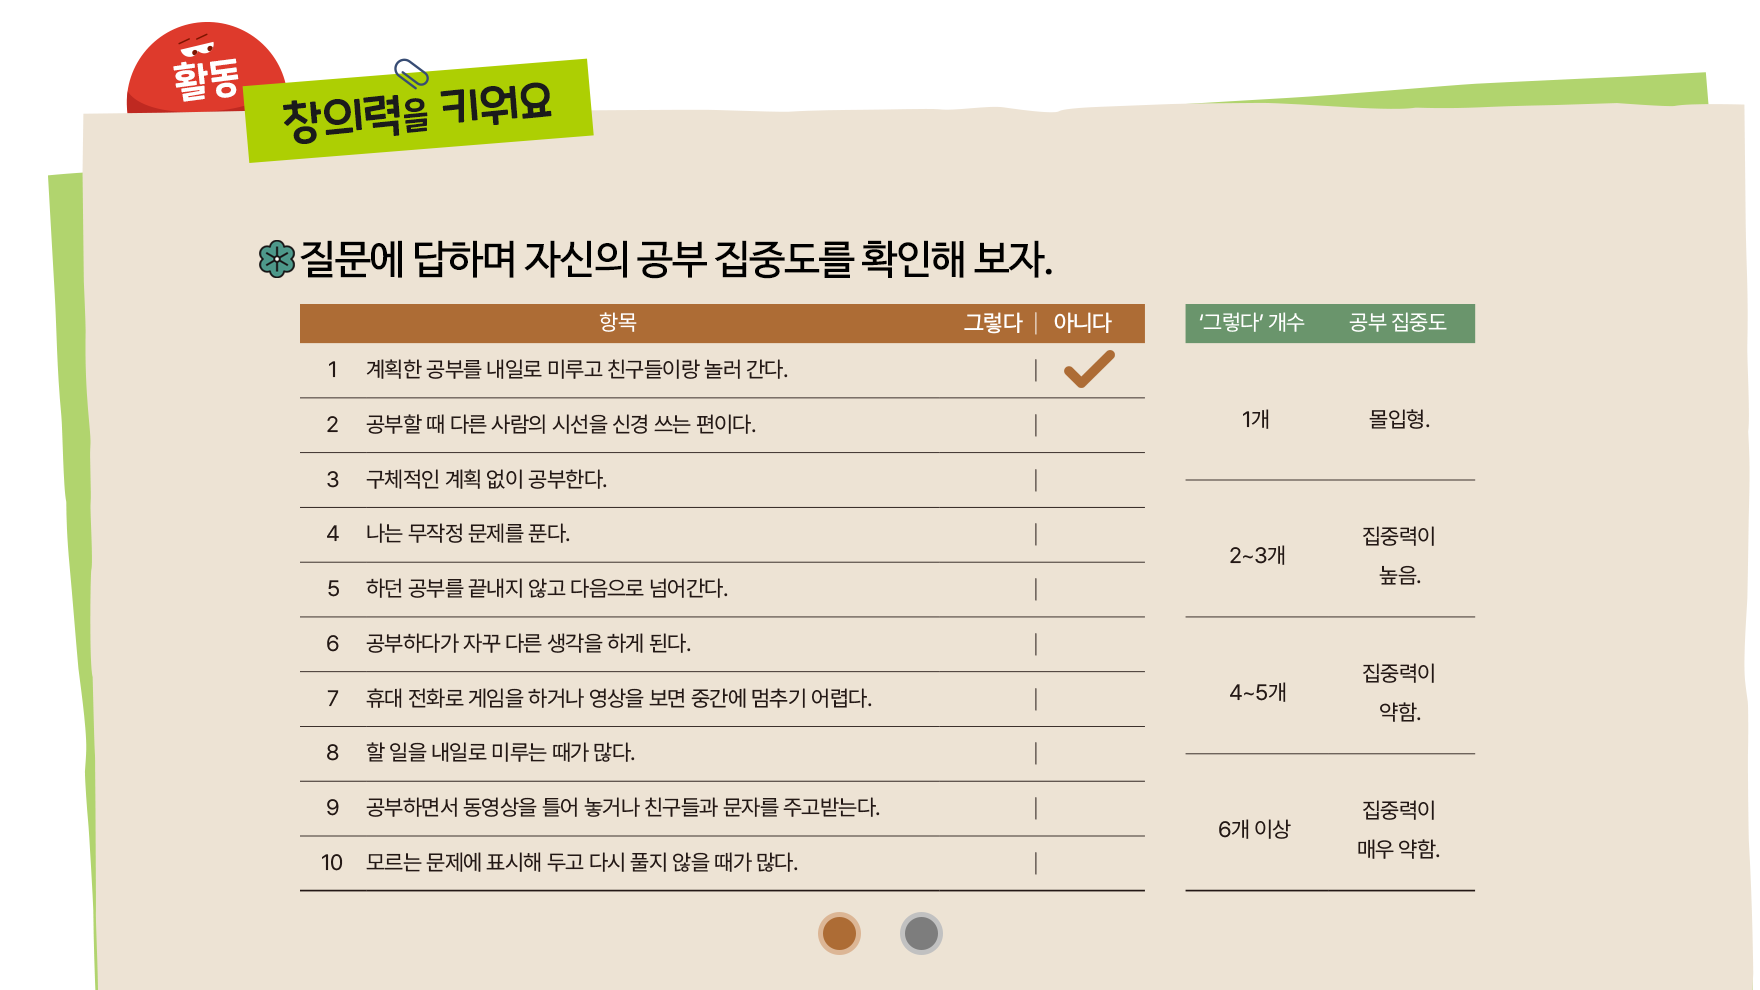 활동
창의력을 키워요
질문에 답하며 자신의 공부 집중도를 확인해 보자.
항목 그렇다 | 아니다
1 계획한 공부를 내일로 미루고 친구들이랑 놀러 간다.
2 공부할 때 다른 사람의 시선을 신경 쓰는 편이다.
3 구체적인 계획 없이 공부한다.
4 나는 무작정 문제를 푼다.
5 하던 공부를 끝내지 않고 다음으로 넘어간다.
6 공부하다가 자꾸 다른 생각을 하게 된다.
7 휴대 전화로 게임을 하거나 영상을 보면 중간에 멈추기 어렵다.
8 할 일을 내일로 미루는 때가 많다.
9 공부하면서 동영상을 틀어 놓거나 친구들과 문자를 주고받는다.
10 모르는 문제에 표시해 두고 다시 풀지 않을 때가 많다.
‘그렇다’ 개수 공부 집중도
1개 몰입형.
2~3개 집중력이
높음.
4~5개 집중력이
약함.
6개 이상 집중력이
매우 약함.